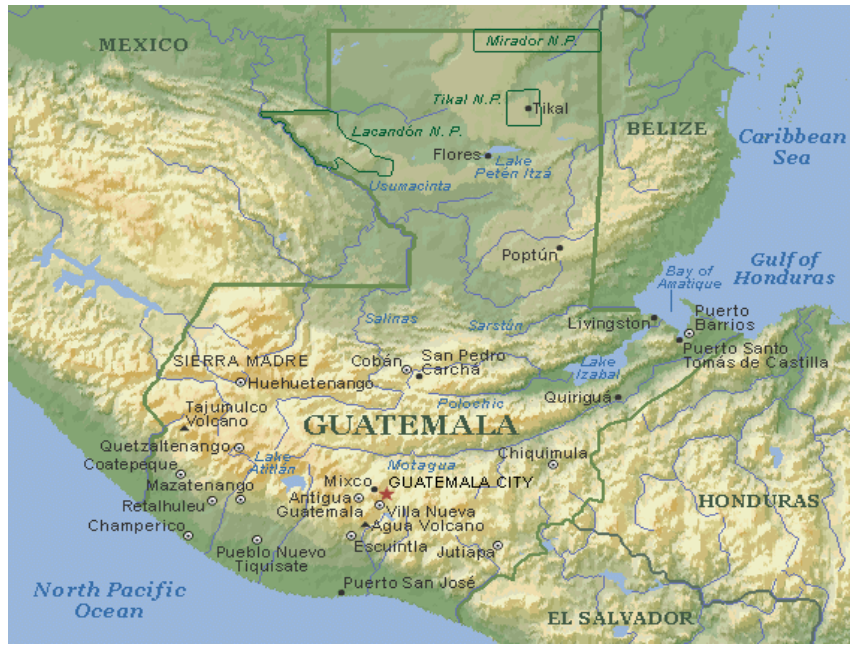 Mirador N.P.
MEXICO
Tikal N.P.
Tikal
Lacandón N. P.
BELIZE
Caribbean
Sea
Flores
Lake
Petén Itzá
Usumacinta
Poptún
Gulf of
Honduras
Bay of
Amatique
Salinas
Sarstún
Livingston
Puerto
Barrios
SIERRA MADRE
Cobán
San Pedro
Carchá
Lake
Izabal
Puerto Santo
Tomás de Castilla
Huehuetenango
Polochic
Quiriguá
Tajumulco
Volcano
GUATEMALA
Quetzaltenango
Coatepeque
Lake
Atitlán
Motagua
Chiquimula
Mazatenango
Mixco
GUATEMALA CITY
Retalhuleu
Antigua
Guatemala
Villa Nueva
HONDURAS
Champerico
Agua Volcano
Pueblo Nuevo
Tiquisate
Escuintla
Jutiapa
Puerto San José
North Pacific
Ocean
EL SALVADOR